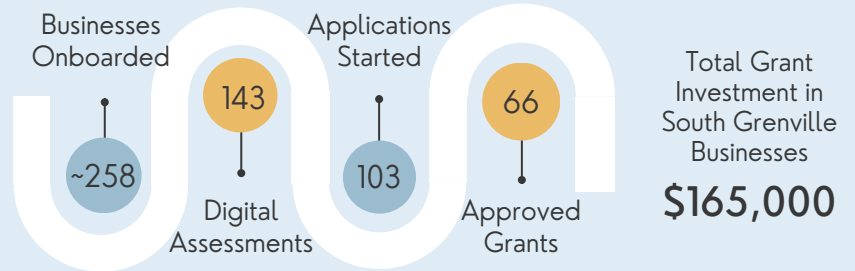 Businesses
Onboarded
~258
143
Digital
Assessments
Applications
Started
103
66
Approved
Grants
Total Grant
Investment in
South Grenville
Businesses
$165,000